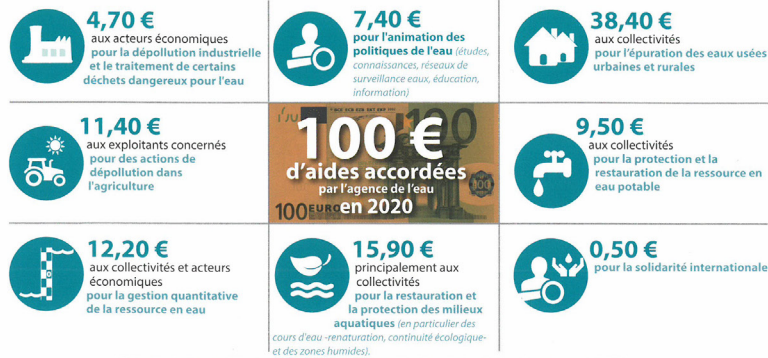 4,70 €
aux acteurs économiques
pour la dépollution industrielle
et le traitement de certains
déchets dangereux pour l'eau
7,40 €
pour l'animation des
politiques de l'eau (études,
connaissances, réseaux de
surveillance eaux, éducation,
information)
38,40 €
aux collectivités
pour l'épuration des eaux usées
urbaines et rurales
11,40 €
aux exploitants concernés
pour des actions de
dépollution dans
l'agriculture
100 €
d'aides accordées
par l'agence de l'eau
en 2020
100 EURO
100
100
9,50 €
aux collectivités
pour la protection et la
restauration de la ressource en
eau potable
12,20 €
aux collectivités et acteurs
économiques
pour la gestion quantitative
de la ressource en eau
15,90 €
principalement aux
collectivités
pour la restauration et
la protection des milieux
aquatiques (en particulier des
cours d'eau -renaturation, continuité écologique-
et des zones humides).
0,50 €
pour la solidarité internationale